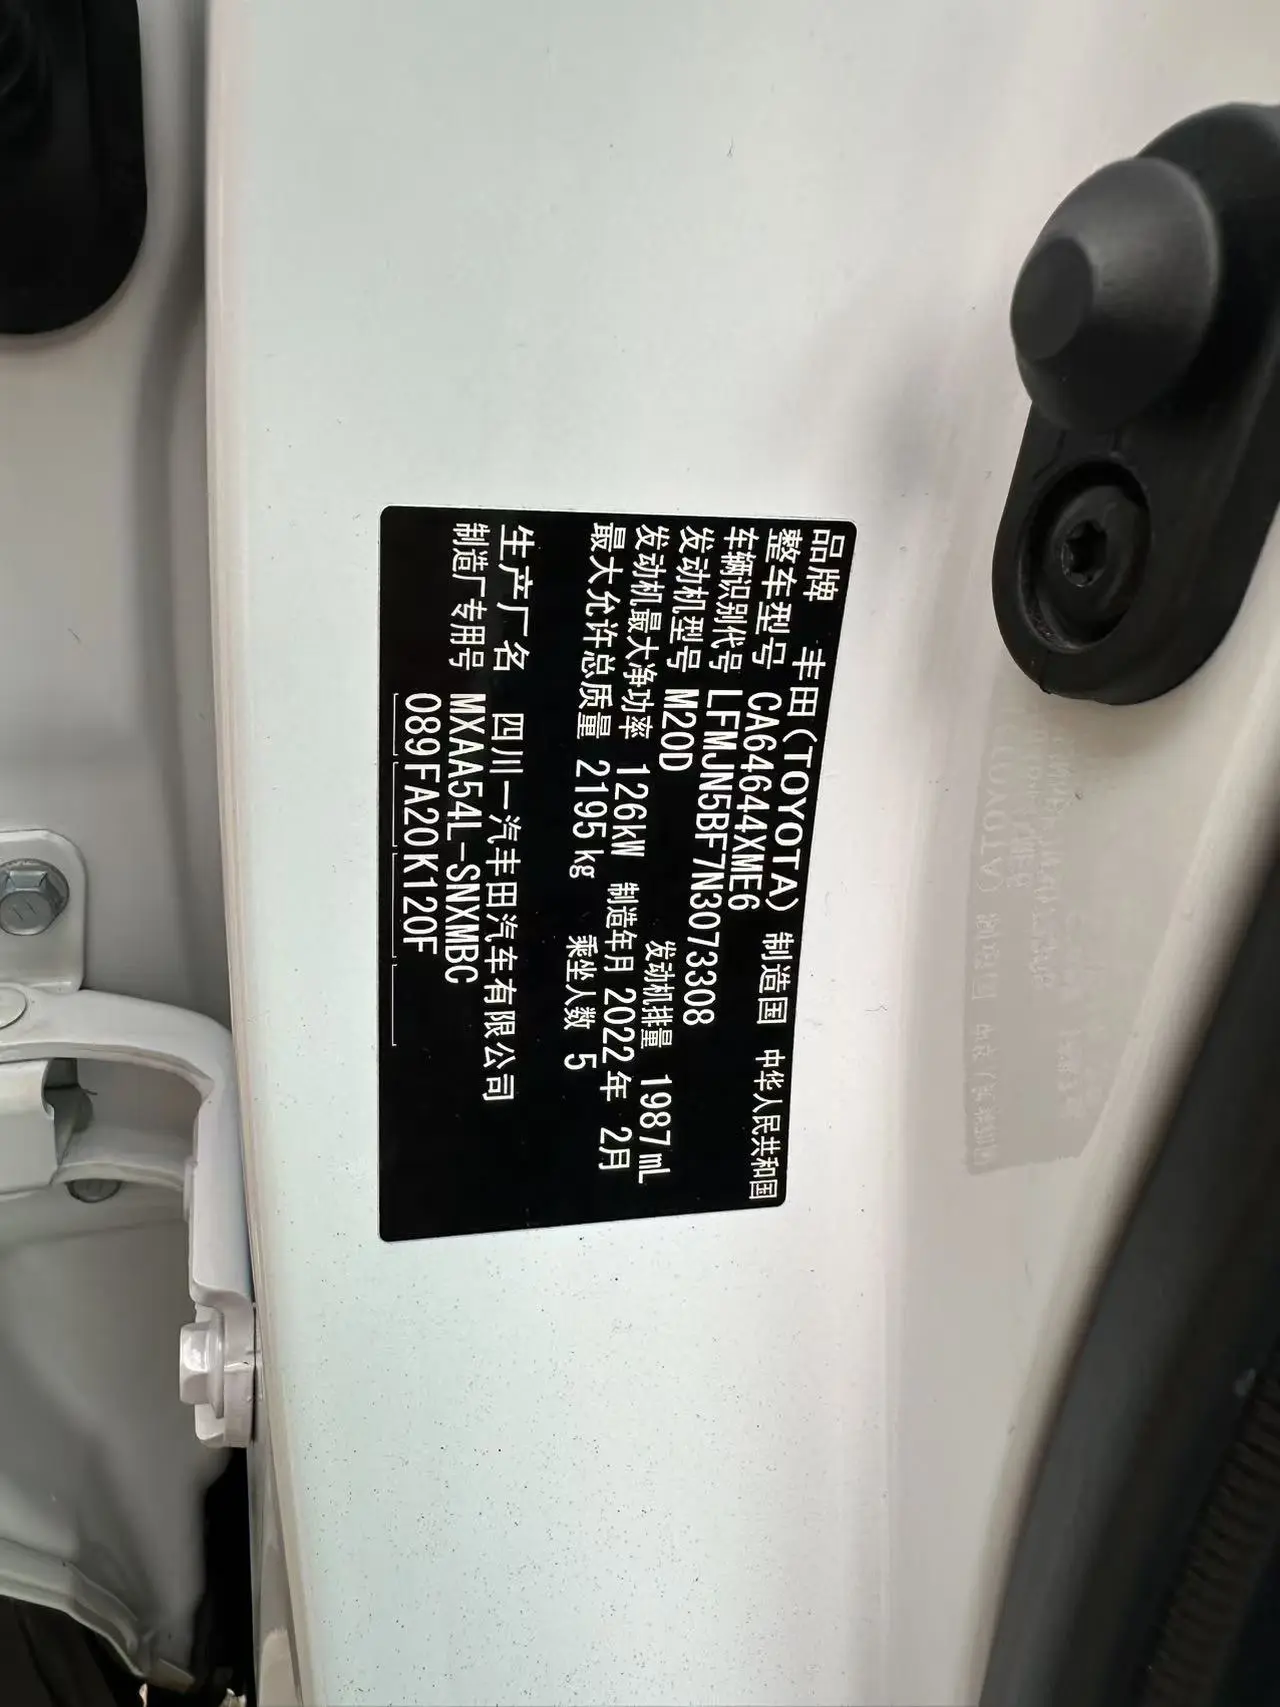 品牌 丰田(TOYOTA) 制造国 中华人民共和国
整车型号 CA64644XME6
车辆识别代号 LFMJN5BF7N3073308
发动机型号 M20D 发动机排量 1987mL
发动机最大净功率 126kW 制造年月 2022年 2月
最大允许总质量 2195kg 乘坐人数 5
生产厂名 四川一汽丰田汽车有限公司
制造厂专用号 MXAA54L-SNXMBC
089FA20K120F